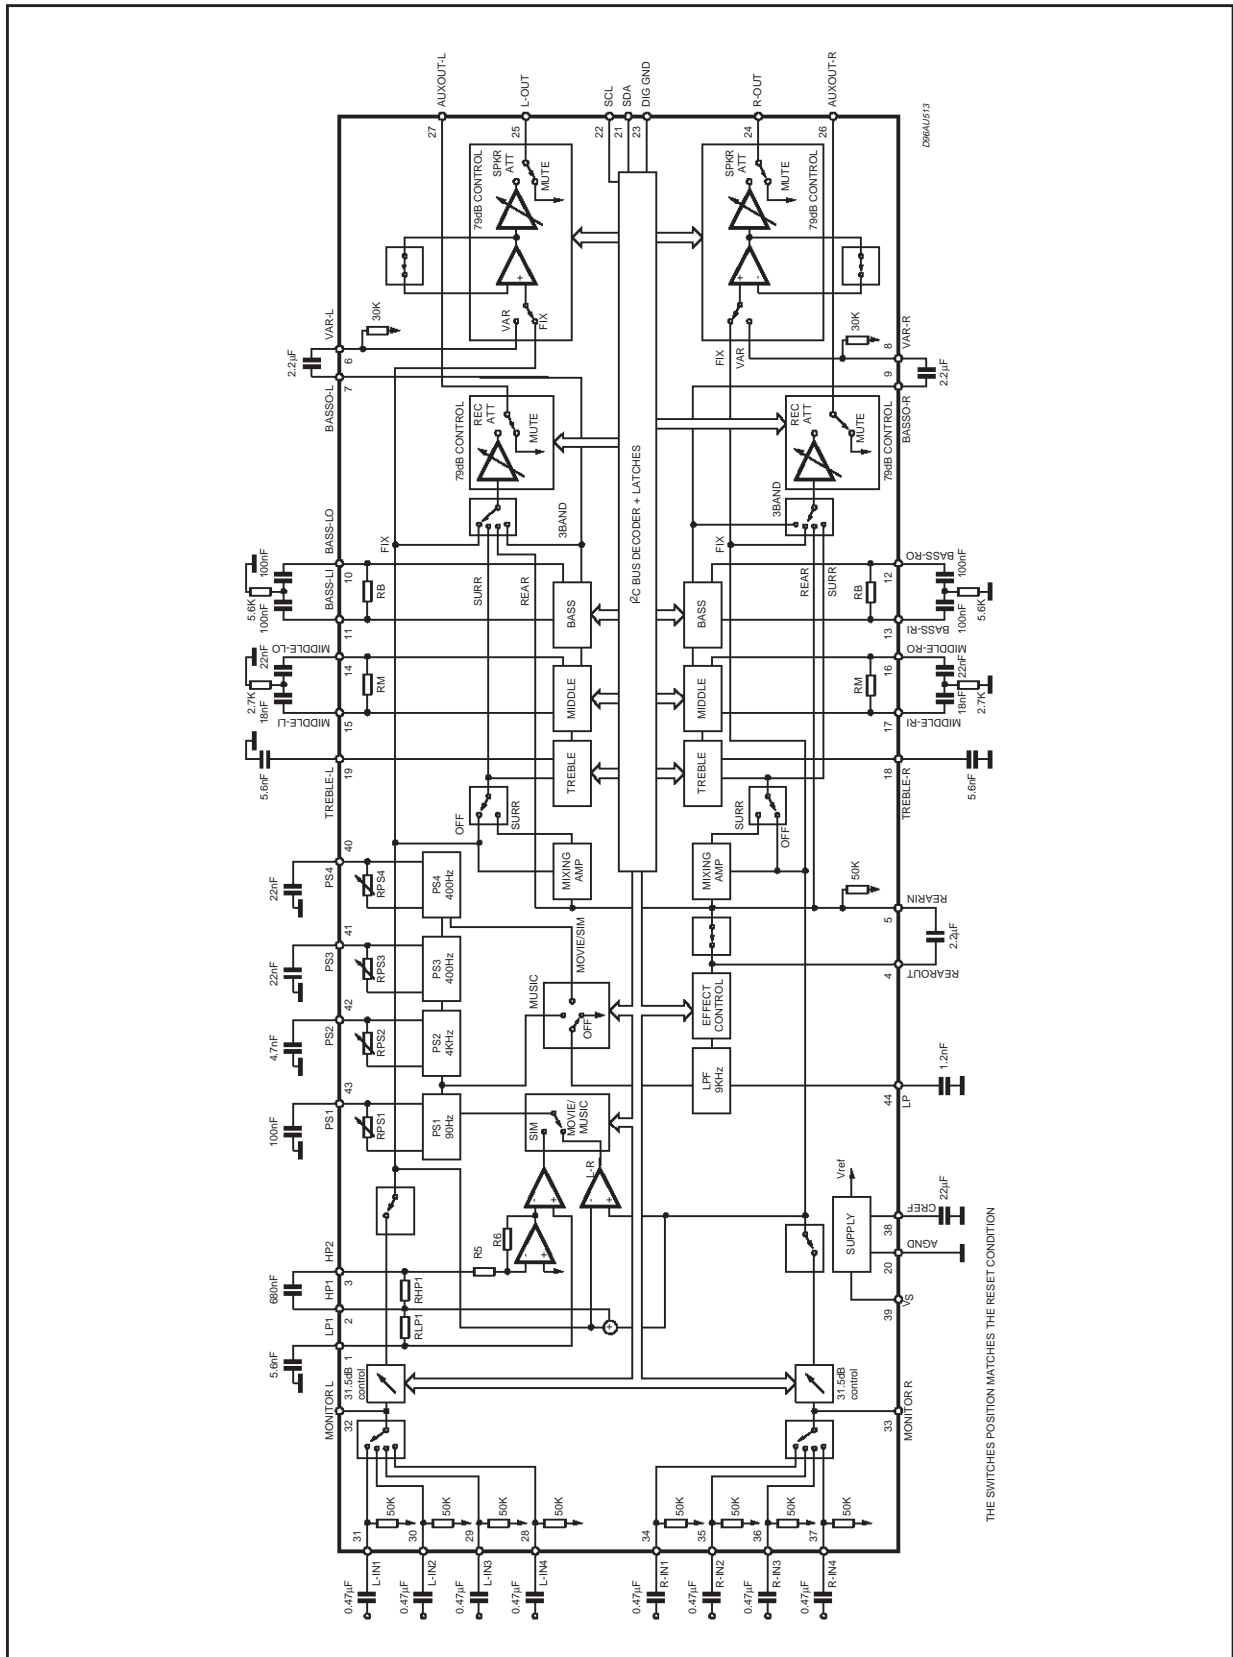 AUXOUT-L
L-OUT
SCL
SDA
DIG GND
R-OUT
AUXOUT-R
27
25
22
21
23
24
26
D96AU513
79dB CONTROL
SPKR
ATT
MUTE
79dB CONTROL
SPKR
ATT
MUTE
+
+
-
VAR
FIX
FIX
VAR
30K
30K
VAR-L
6
2.2µF
7
BASSO-L
8
VAR-R
9
2.2µF
BASSO-R
79dB CONTROL
REC
ATT
MUTE
79dB CONTROL
REC
ATT
MUTE
I²C BUS DECODER + LATCHES
FIX
SURR
REAR
3BAND
3BAND
FIX
REAR
SURR
BASS-LO
100nF
10
BASS-LI
5.6K
100nF
11
RB
BASS
BASS
RB
12
BASS-RO
100nF
13
BASS-RI
100nF
5.6K
MIDDLE-LO
22nF
14
2.7K
18nF
MIDDLE-LI
15
RM
MIDDLE
MIDDLE
RM
16
MIDDLE-RO
22nF
17
MIDDLE-RI
18nF
2.7K
5.6nF
TREBLE-L
19
TREBLE
TREBLE
18
TREBLE-R
5.6nF
OFF
SURR
SURR
OFF
MIXING
AMP
MIXING
AMP
50K
REARIN
5
2.2µF
4
REAROUT
22nF
PS4
40
RPS4
PS4
400Hz
22nF
PS3
41
RPS3
PS3
400Hz
4.7nF
PS2
42
RPS2
PS2
4KHz
100nF
PS1
43
RPS1
PS1
90Hz
MOVIE/SIM
MUSIC
OFF
EFFECT
CONTROL
LPF
9KHz
44
LP
1.2nF
SIM
MOVIE/
MUSIC
L-R
-
+
-
+
-
+
R5
R6
HP2
3
680nF
HP1
2
LP1
RHP1
RLP1
5.6nF
1
+
Vref
SUPPLY
38
CREF
22µF
20
AGND
39
VS
31.5dB
control
31.5dB
control
MONITOR L
32
33
MONITOR R
31
50K
30
50K
29
50K
28
50K
34
50K
35
50K
36
50K
37
50K
0.47µF
L-IN1
0.47µF
L-IN2
0.47µF
L-IN3
0.47µF
L-IN4
0.47µF
R-IN1
0.47µF
R-IN2
0.47µF
R-IN3
0.47µF
R-IN4
THE SWITCHES POSITION MATCHES THE RESET CONDITION